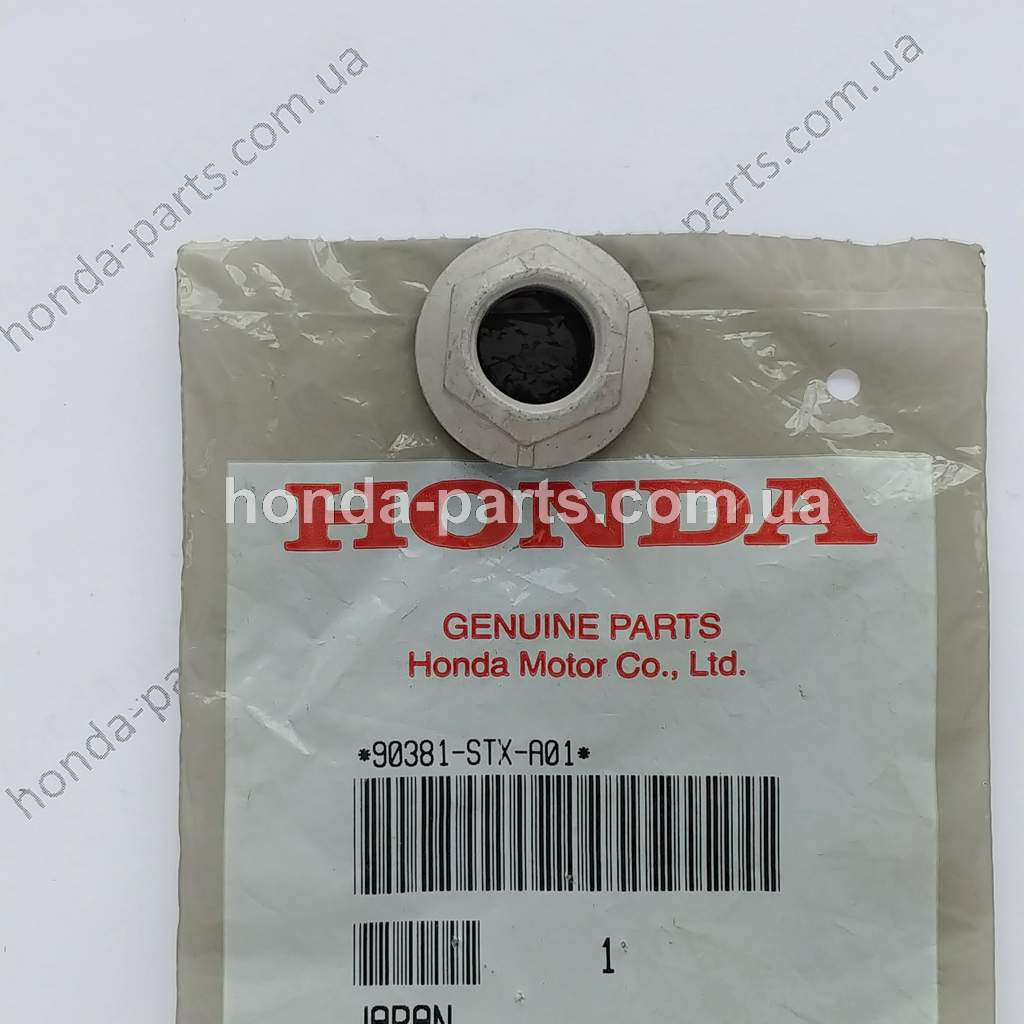 honda-parts.com.ua
honda-parts.com.ua
HONDA
honda-parts.com.ua
GENUINE PARTS
Honda Motor Co., Ltd.
honda-pa
*90381-STX-A01*
1
JAPAN